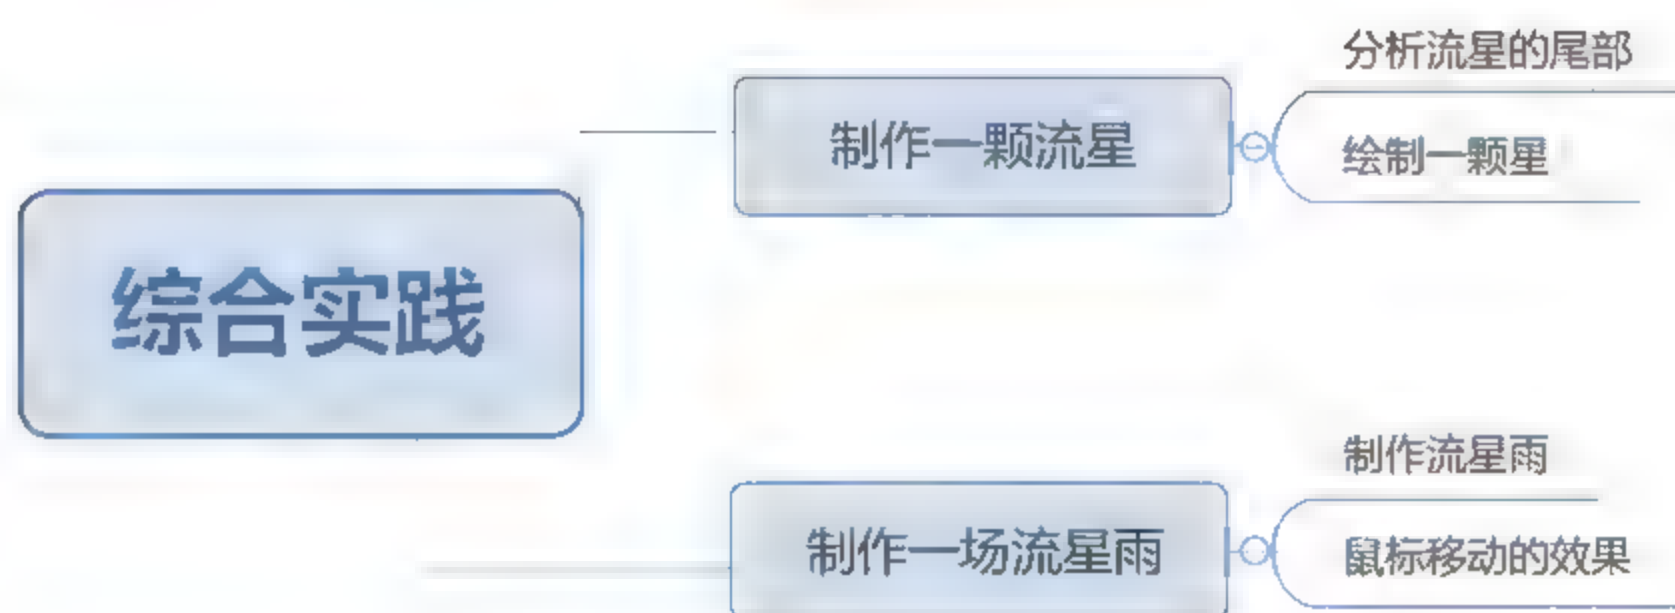 综合实践
制作一颗流星
分析流星的尾部
绘制一颗星
制作一场流星雨
制作流星雨
鼠标移动的效果